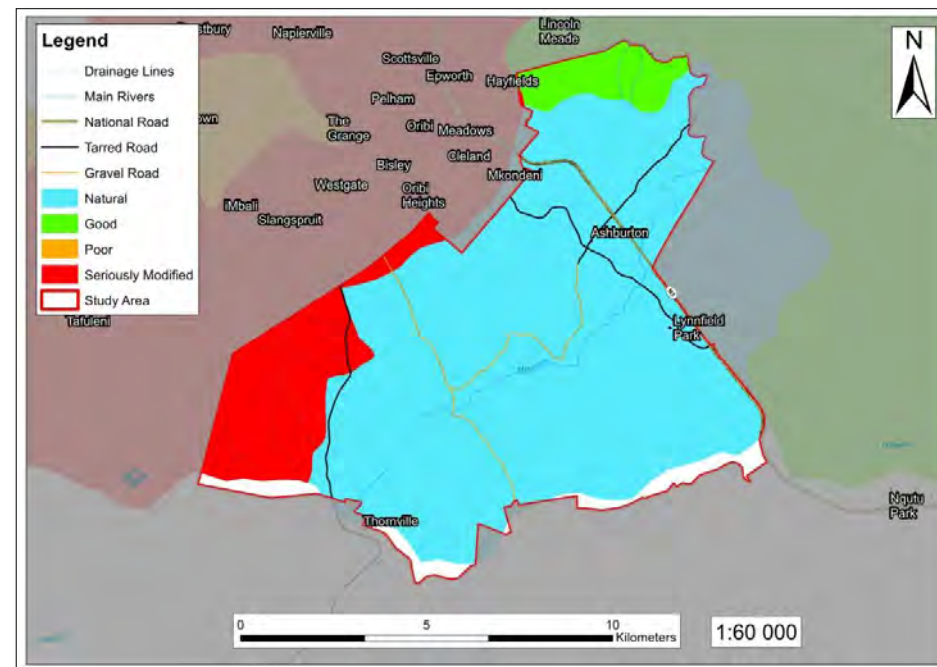 Legend
Drainage Lines
Main Rivers
National Road
Tarred Road
Gravel Road
Natural
Good
Poor
Seriously Modified
Study Area
N
Napierville
Lincoln
Meade
Scottsville
Epworth
Hayfields
Pelham
The
Grange
Oribi
Meadows
Cleland
Bisley
Mkondeni
Westgate
Oribi
Heights
iMbali
Slangspruit
Ashburton
Tafuleni
Lynnfield
Park
Thornville
Ngutu
Park
0
5
10
Kilometers
1:60 000